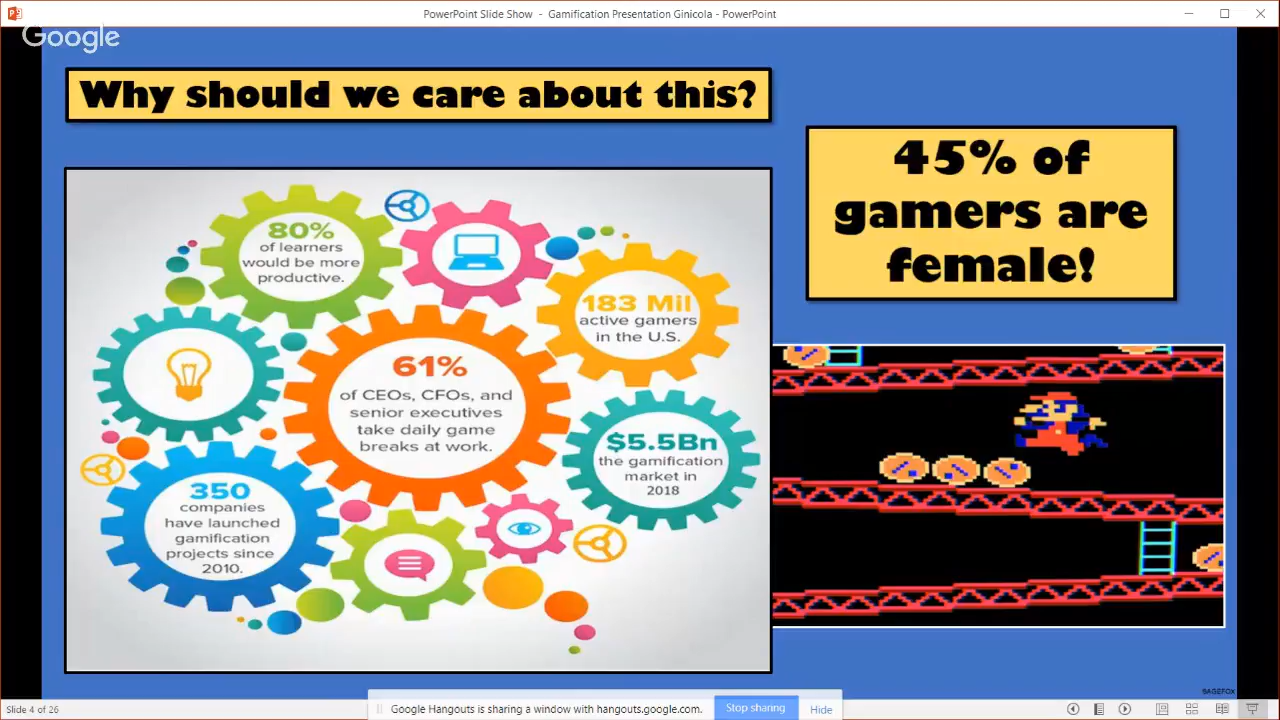 PowerPoint Slide Show - Gamification Presentation Ginicola - PowerPoint
Google
Why should we care about this?
45% of
gamers are
female!
80%
of learners
would be more
productive.
183 Mil
active gamers
in the U.S.
61%
of CEOs, CFOs, and
senior executives
take daily game
breaks at work.
$5.5Bn
the gamification
market in
2018
350
companies
have launched
gamification
projects since
2010.
SAGEFOX
Slide 4 of 26
Google Hangouts is sharing a window with hangouts.google.com.
Stop sharing
Hide